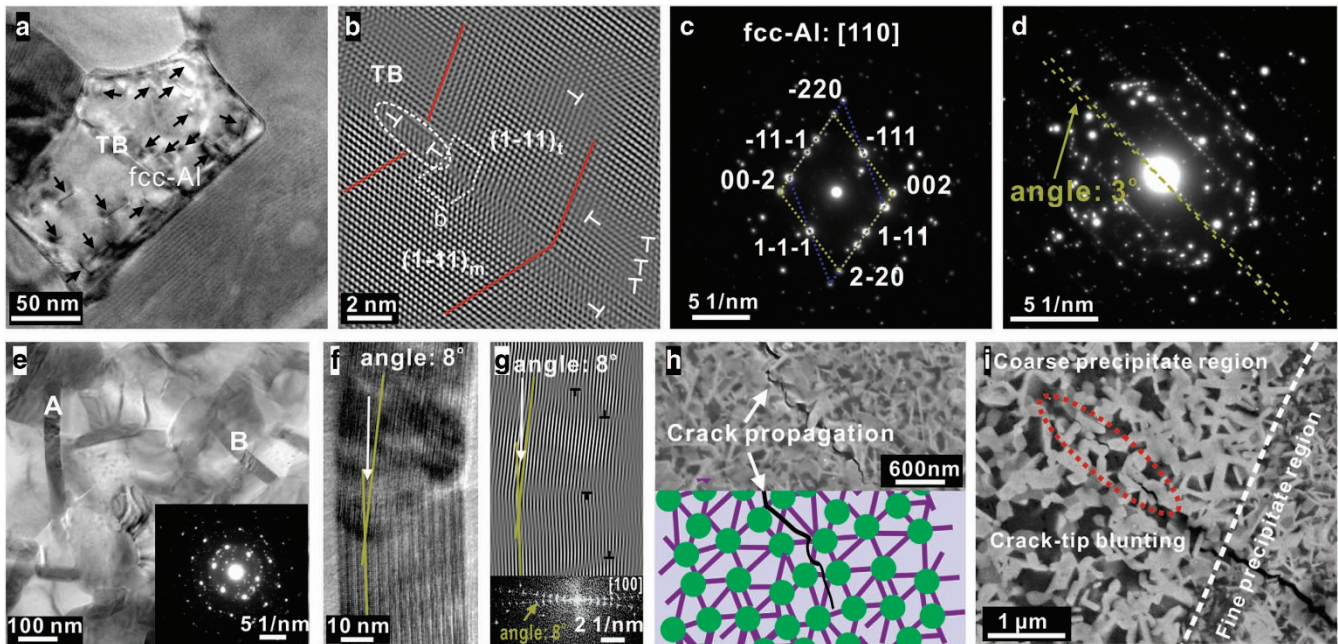 a
TB
fcc-Al
50 nm
b
TB
(1-11)t
b
(1-11)m
2 nm
c
fcc-Al: [110]
-220
-11-1
-111
00-2
002
1-1-1
1-11
2-20
5 1/nm
d
angle: 3°
5 1/nm
e
A
B
100 nm
5 1/nm
f
angle: 8°
10 nm
g
angle: 8°
[100]
angle: 8°
2 1/nm
h
Crack propagation
600nm
i
Coarse precipitate region
Crack-tip blunting
Fine precipitate region
1 µm